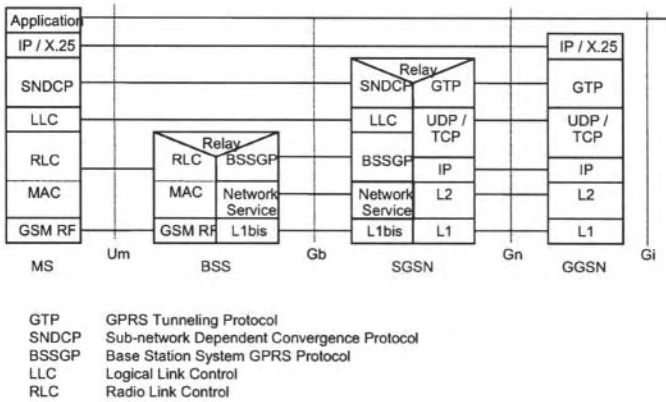 Application
IP / X.25
IP / X.25
Relay
SNDCP
SNDCP
GTP
GTP
LLC
LLC
UDP /
TCP
UDP /
TCP
Relay
RLC
RLC
BSSGP
BSSGP
IP
IP
MAC
MAC
Network
Service
Network
Service
L2
L2
GSM RF
GSM RF
L1bis
L1bis
L1
L1
MS
Um
BSS
Gb
SGSN
Gn
GGSN
Gi
GTP GPRS Tunneling Protocol
SNDCP Sub-network Dependent Convergence Protocol
BSSGP Base Station System GPRS Protocol
LLC Logical Link Control
RLC Radio Link Control